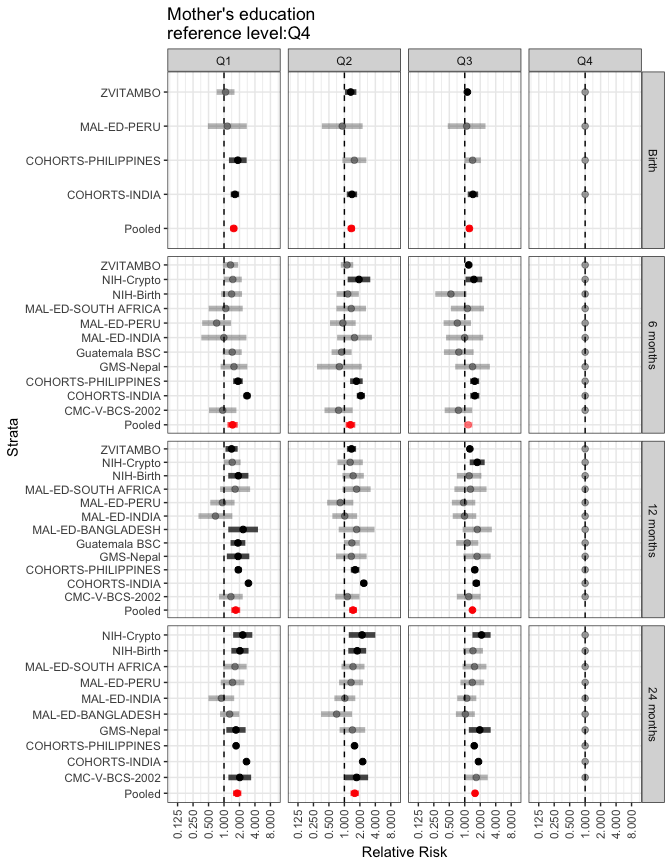 Mother's education
reference level:Q4
Q1 Q2 Q3 Q4
ZVITAMBO
MAL-ED-PERU
COHORTS-PHILIPPINES
COHORTS-INDIA
Pooled
Birth
ZVITAMBO
NIH-Crypto
NIH-Birth
MAL-ED-SOUTH AFRICA
MAL-ED-PERU
MAL-ED-INDIA
Guatemala BSC
GMS-Nepal
COHORTS-PHILIPPINES
COHORTS-INDIA
CMC-V-BCS-2002
Pooled
6 months
Strata
ZVITAMBO
NIH-Crypto
NIH-Birth
MAL-ED-SOUTH AFRICA
MAL-ED-PERU
MAL-ED-INDIA
MAL-ED-BANGLADESH
Guatemala BSC
GMS-Nepal
COHORTS-PHILIPPINES
COHORTS-INDIA
CMC-V-BCS-2002
Pooled
12 months
NIH-Crypto
NIH-Birth
MAL-ED-SOUTH AFRICA
MAL-ED-PERU
MAL-ED-INDIA
MAL-ED-BANGLADESH
GMS-Nepal
COHORTS-PHILIPPINES
COHORTS-INDIA
CMC-V-BCS-2002
Pooled
24 months
0.125 0.250 0.500 1.000 2.000 4.000 8.000 0.125 0.250 0.500 1.000 2.000 4.000 8.000 0.125 0.250 0.500 1.000 2.000 4.000 8.000 0.125 0.250 0.500 1.000 2.000 4.000 8.000
Relative Risk